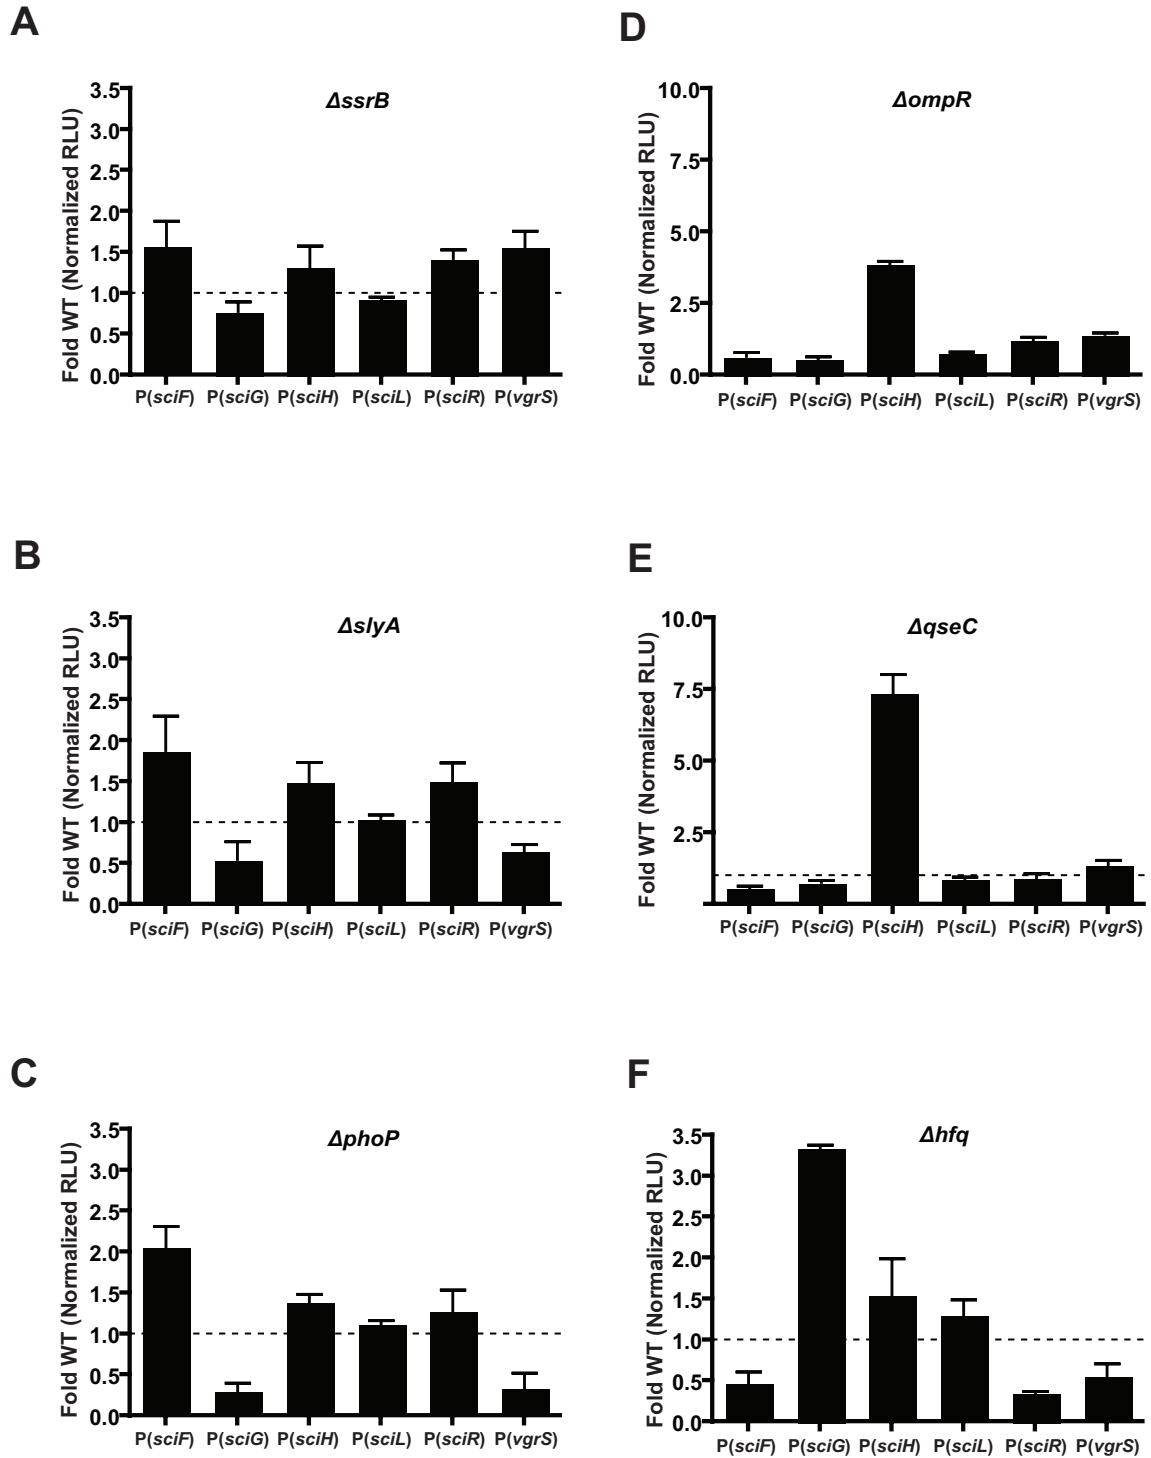 A
ΔssrB
Fold WT (Normalized RLU)
3.5
3.0
2.5
2.0
1.5
1.0
0.5
0.0
P(sciF) P(sciG) P(sciH) P(sciL) P(sciR) P(vgrS)
D
ΔompR
Fold WT (Normalized RLU)
10.0
7.5
5.0
2.5
0.0
P(sciF) P(sciG) P(sciH) P(sciL) P(sciR) P(vgrS)
B
ΔslyA
Fold WT (Normalized RLU)
3.5
3.0
2.5
2.0
1.5
1.0
0.5
0.0
P(sciF) P(sciG) P(sciH) P(sciL) P(sciR) P(vgrS)
E
ΔqseC
Fold WT (Normalized RLU)
10.0
7.5
5.0
2.5
P(sciF) P(sciG) P(sciH) P(sciL) P(sciR) P(vgrS)
C
ΔphoP
Fold WT (Normalized RLU)
3.5
3.0
2.5
2.0
1.5
1.0
0.5
0.0
P(sciF) P(sciG) P(sciH) P(sciL) P(sciR) P(vgrS)
F
Δhfq
Fold WT (Normalized RLU)
3.5
3.0
2.5
2.0
1.5
1.0
0.5
0.0
P(sciF) P(sciG) P(sciH) P(sciL) P(sciR) P(vgrS)